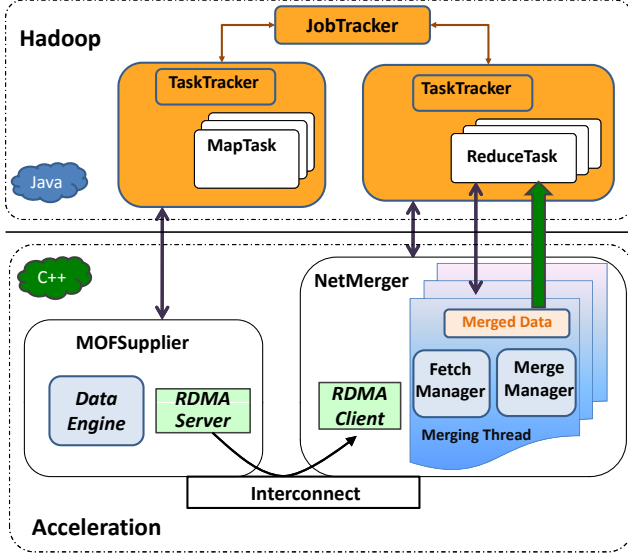 JobTracker
Hadoop
TaskTracker
TaskTracker
MapTask
ReduceTask
Java
C++
NetMerger
Merged Data
MOFSupplier
Fetch
Manager
Merge
Manager
Data
Engine
RDMA
Server
RDMA
Client
Merging Thread
Interconnect
Acceleration